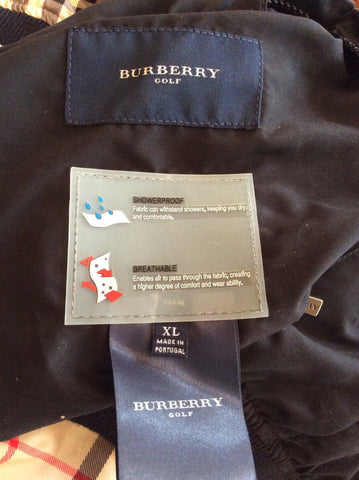 BURBERRY
GOLF
SHOWERPROOF
Fabric can withstand showers, keeping you dry
and comfortable.
BREATHABLE
Enables air to pass through the fabric, creating
a higher degree of comfort and wear ability.
XL
MADE IN
PORTUGAL
BURBERRY
GOLF